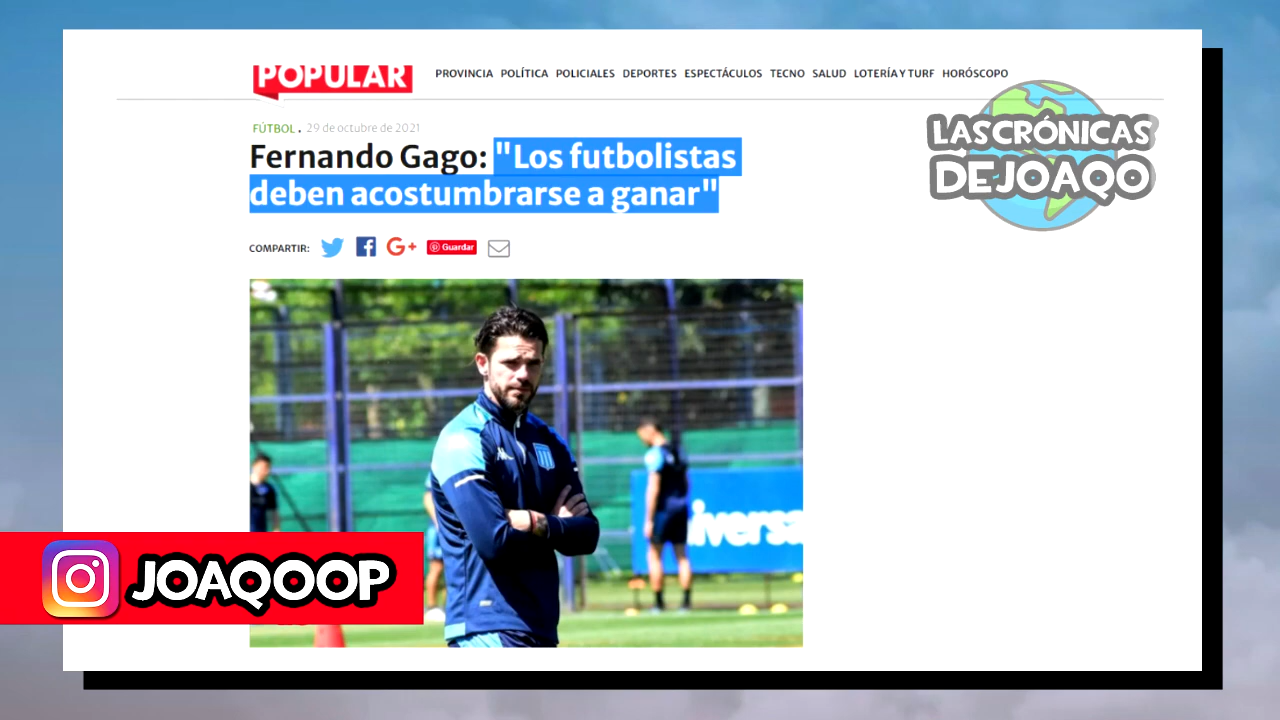 POPULAR
PROVINCIA POLÍTICA POLICIALES DEPORTES ESPECTÁCULOS TECNO SALUD LOTERÍA Y TURF HORÓSCOPO
LAS CRÓNICAS
DE JOAQO
FÚTBOL . 29 de octubre de 2021
Fernando Gago: "Los futbolistas
deben acostumbrarse a ganar"
COMPARTIR: G+ Guardar
iversa
JOAQOOP